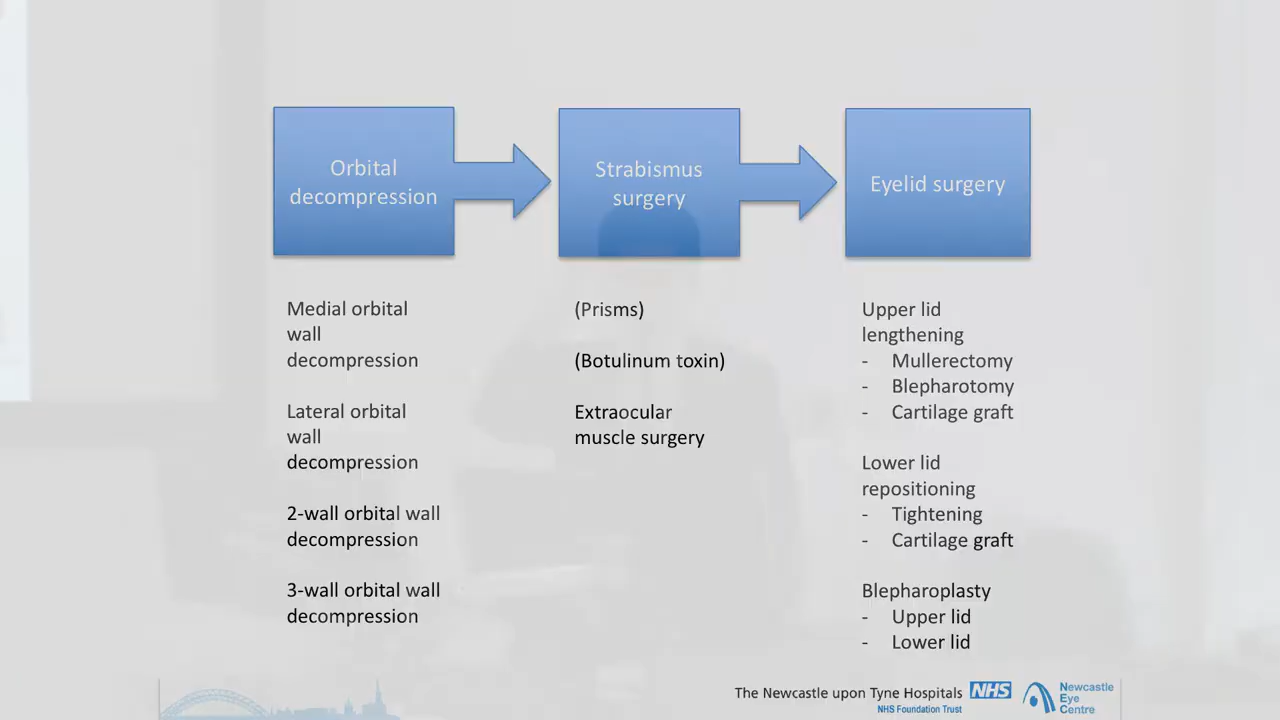 Orbital
decompression
Strabismus
surgery
Eyelid surgery
Medial orbital
wall
decompression
Lateral orbital
wall
decompression
2-wall orbital wall
decompression
3-wall orbital wall
decompression
(Prisms)
(Botulinum toxin)
Extraocular
muscle surgery
Upper lid
lengthening
- Mullerectomy
- Blepharotomy
- Cartilage graft
Lower lid
repositioning
- Tightening
- Cartilage graft
Blepharoplasty
- Upper lid
- Lower lid
The Newcastle upon Tyne Hospitals NHS
NHS Foundation Trust
Newcastle
Eye
Centre